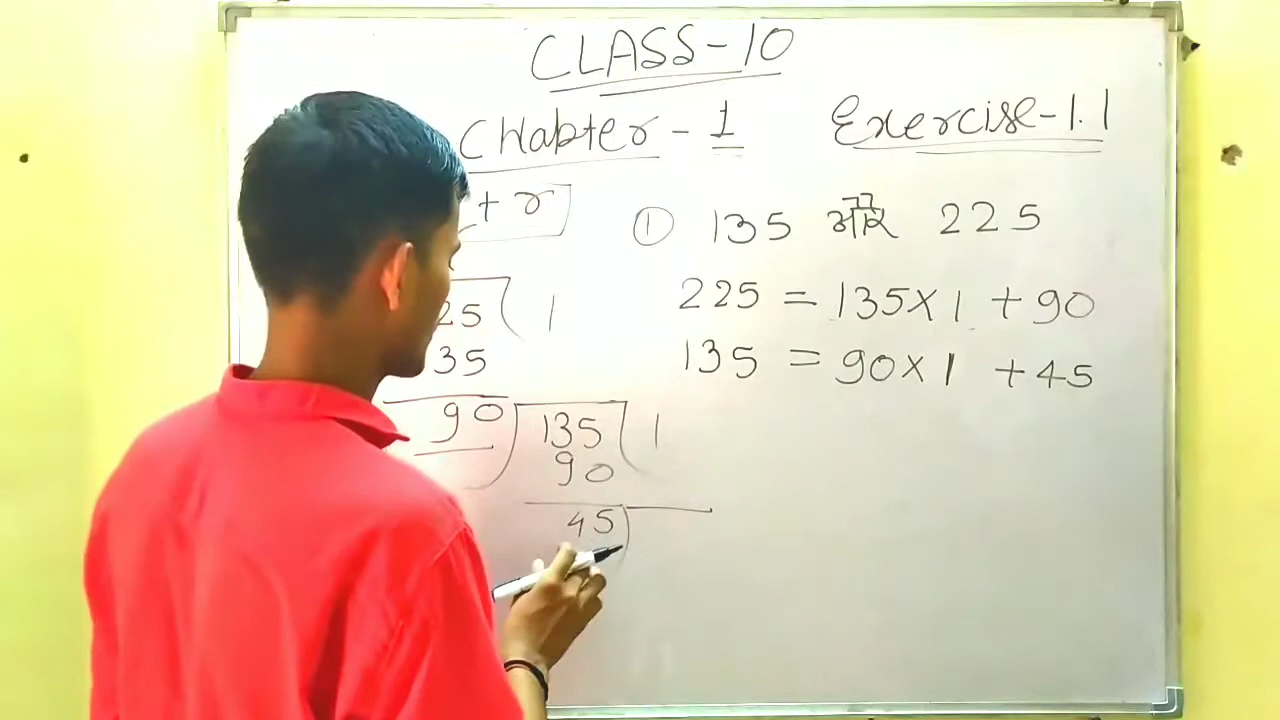 CLASS-10
Chabter-1 Exercise-1.1
+ r
① 135 और 225
225 = 135×1 + 90
135 = 90×1 + 45
25 1
35
90 135 1
90
45